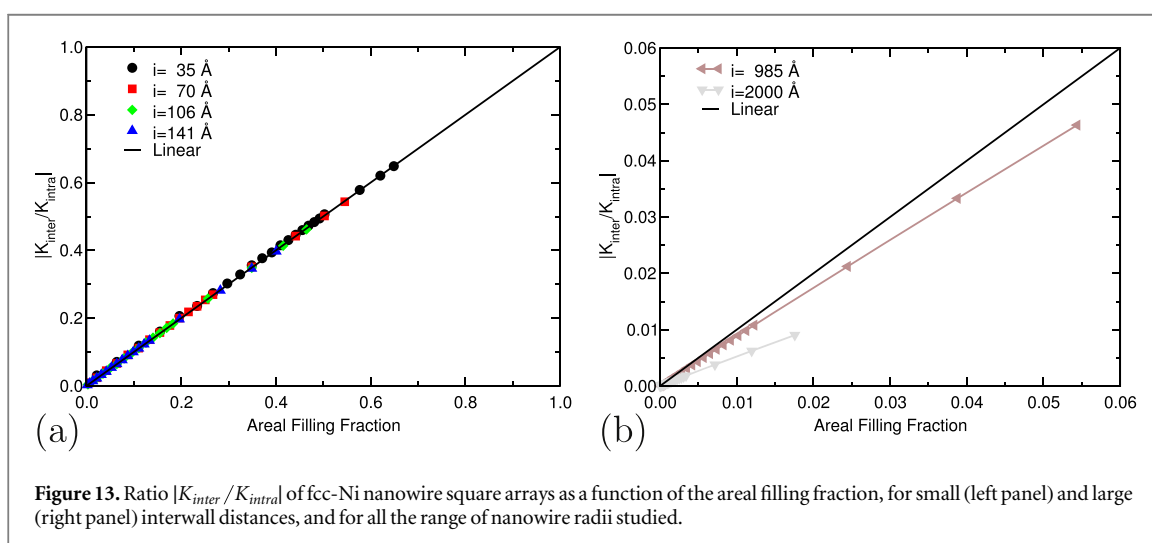 1.0
0.8
0.6
0.4
0.2
0.0
|K_inter/K_intra|
i= 35 Å
i= 70 Å
i=106 Å
i=141 Å
Linear
0.0 0.2 0.4 0.6 0.8 1.0
Areal Filling Fraction
(a)
0.06
0.05
0.04
0.03
0.02
0.01
0.00
|K_inter/K_intra|
i= 985 Å
i=2000 Å
Linear
0.00 0.01 0.02 0.03 0.04 0.05 0.06
Areal Filling Fraction
(b)
Figure 13. Ratio |K_inter/K_intra| of fcc-Ni nanowire square arrays as a function of the areal filling fraction, for small (left panel) and large
(right panel) interwall distances, and for all the range of nanowire radii studied.